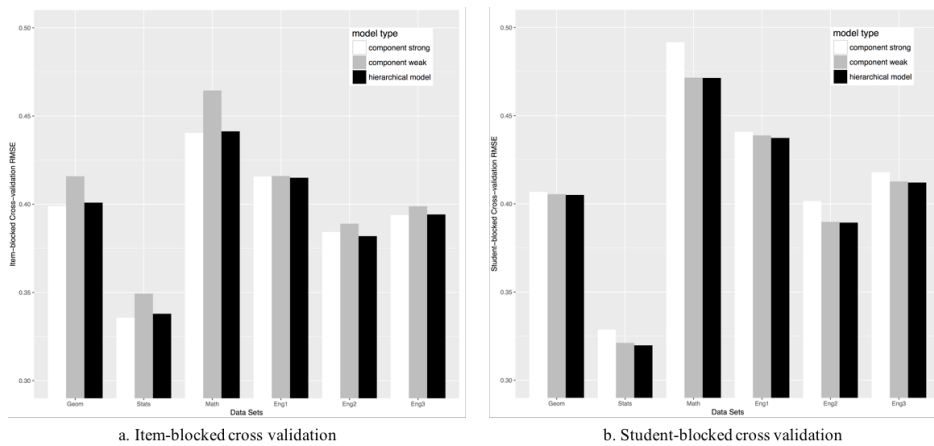 0.50
0.45
0.40
0.35
0.30
Item-blocked Cross-validation RMSE
model type
component strong
component weak
hierarchical model
Geom Stats Math Eng1 Eng2 Eng3
Data Sets
a. Item-blocked cross validation
0.50
0.45
0.40
0.35
0.30
Student-blocked Cross-validation RMSE
model type
component strong
component weak
hierarchical model
Geom Stats Math Eng1 Eng2 Eng3
Data Sets
b. Student-blocked cross validation